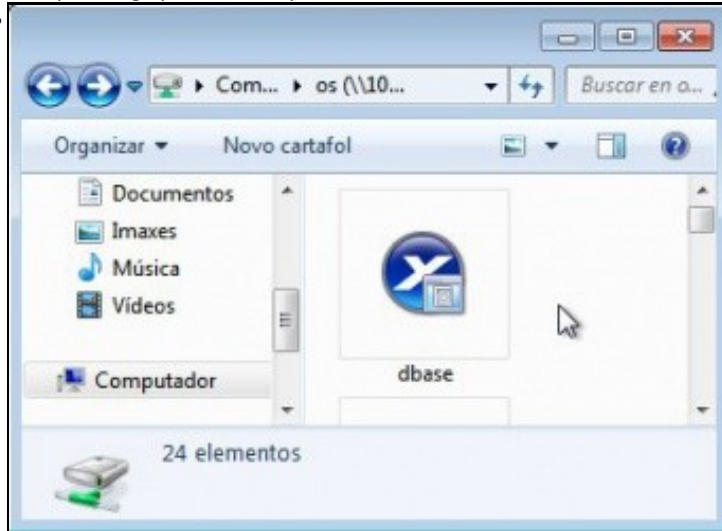 Com... os (\\10... Buscar en o...
Organizar Novo cartafol
Documentos
Imaxes
Música
Vídeos
Computador
dbase
24 elementos